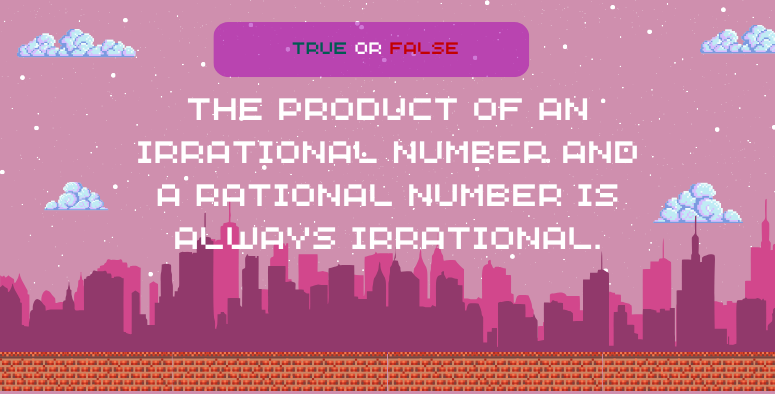 TRUE OR FALSE
THE PRODUCT OF AN
IRRATIONAL NUMBER AND
A RATIONAL NUMBER IS
ALWAYS IRRATIONAL.